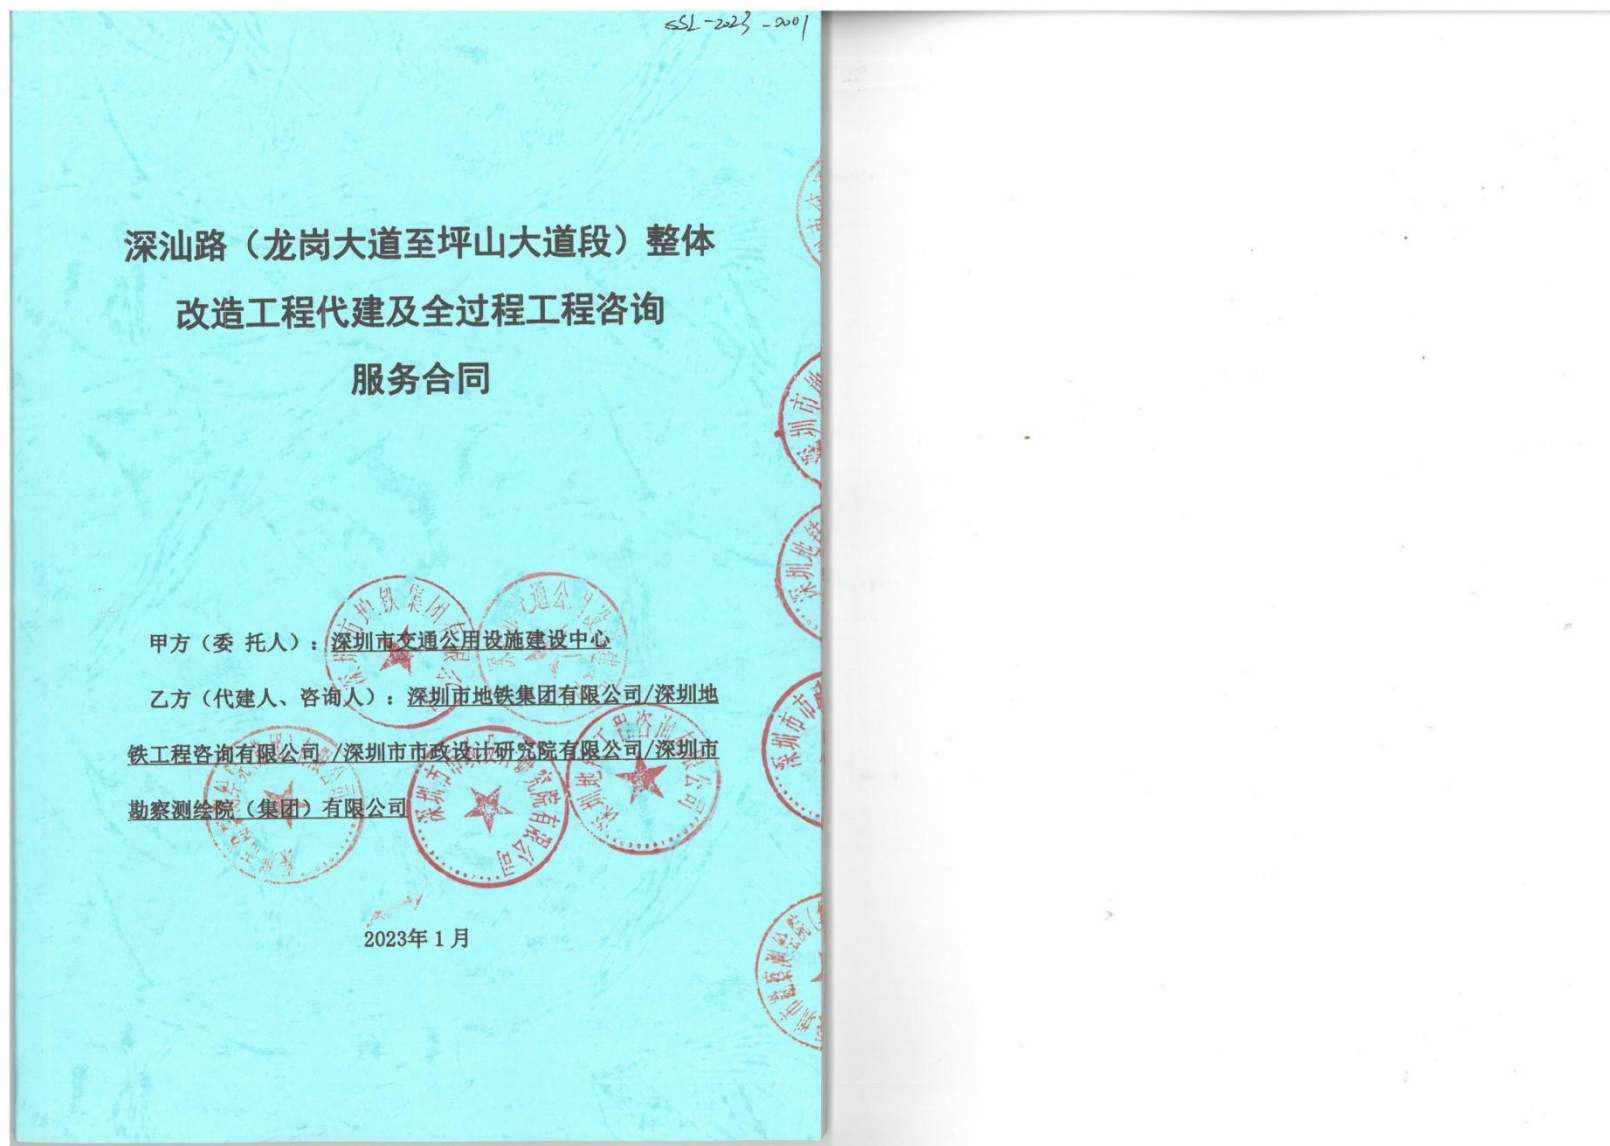 SSL-2023-0001
深汕路（龙岗大道至坪山大道段）整体
改造工程代建及全过程工程咨询
服务合同
甲方（委 托人）：深圳市交通公用设施建设中心
乙方（代建人、咨询人）：深圳市地铁集团有限公司/深圳地
铁工程咨询有限公司 /深圳市市政设计研究院有限公司/深圳市
勘察测绘院（集团）有限公司
2023年1月